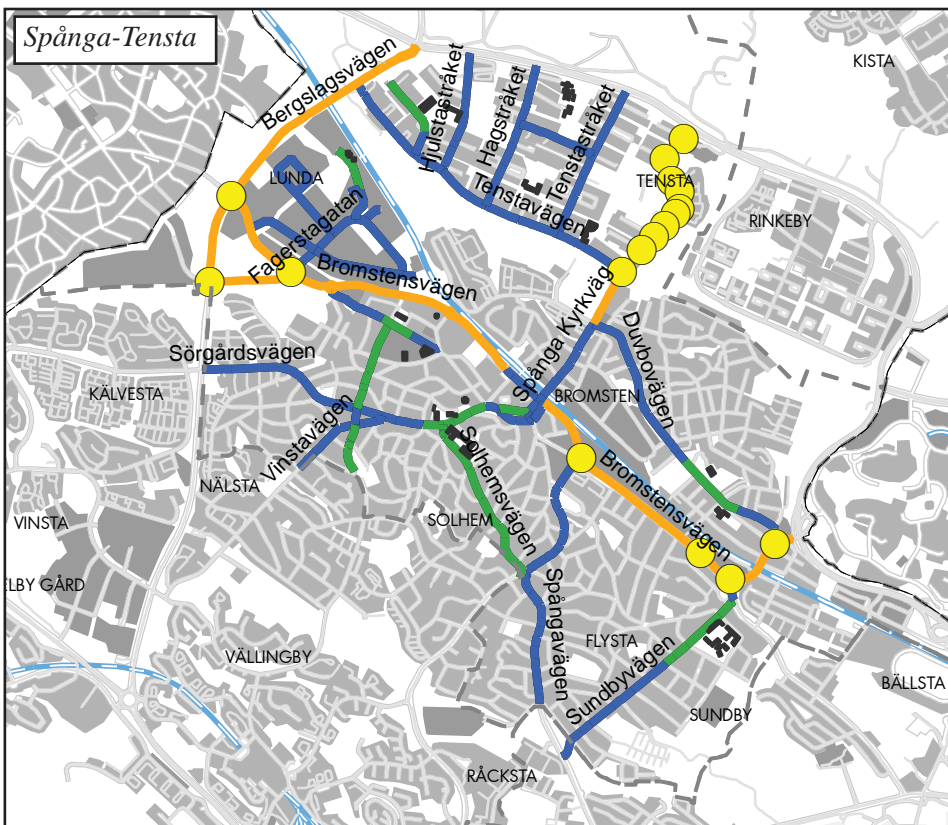 Spånga-Tensta
KISTA
Bergslagsvägen
Hjulstastråket
Hagstråket
Tenstastråket
LUNDA
TENSTA
RINKEBY
Tenstavägen
Fagerstagatan
Bromstensvägen
Spånga Kyrkväg
Duvbovägen
Sörgårdsvägen
KÄLVESTA
BROMSTEN
Vinstavägen
Solhemsvägen
NÄLSTA
Bromstensvägen
VINSTA
SOLHEM
ELBY GÅRD
Spångavägen
FLYSTA
VÄLLINGBY
Sundbyvägen
BÄLLSTA
SUNDBY
RÅCKSTA